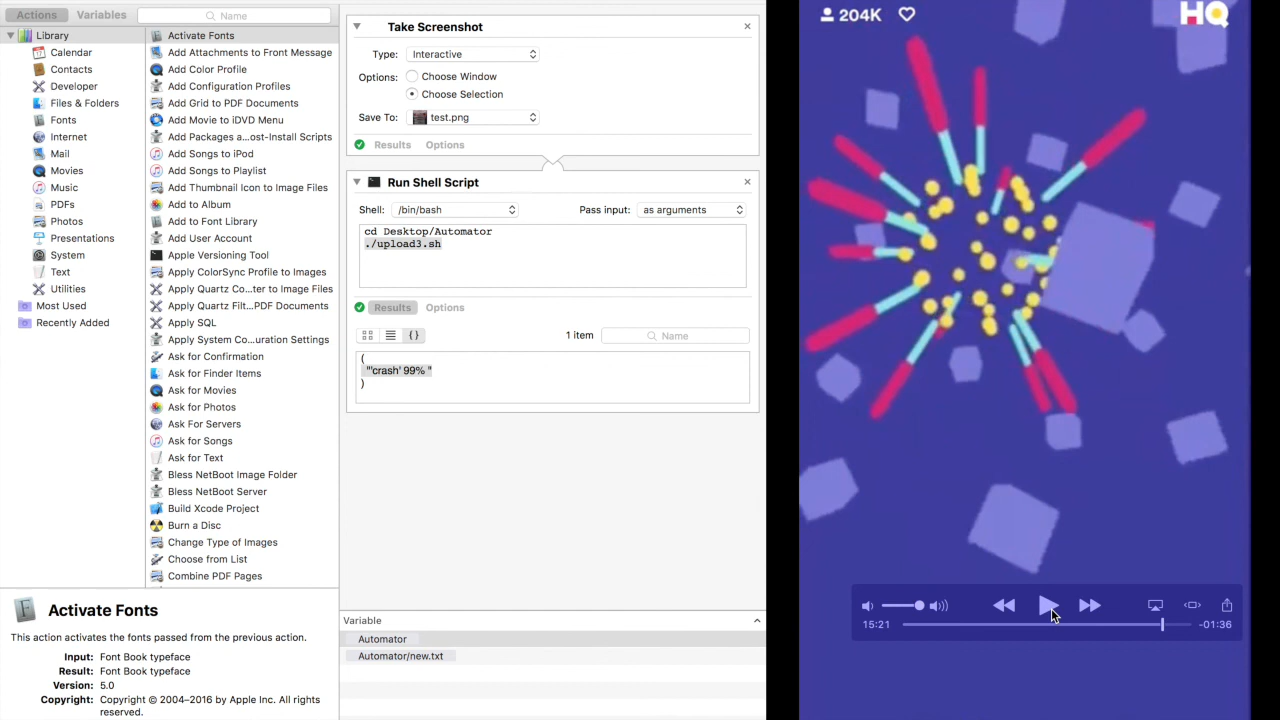 Actions
Variables
Name
Library
Calendar
Contacts
Developer
Files & Folders
Fonts
Internet
Mail
Movies
Music
PDFs
Photos
Presentations
System
Text
Utilities
Most Used
Recently Added
Activate Fonts
Add Attachments to Front Message
Add Color Profile
Add Configuration Profiles
Add Grid to PDF Documents
Add Movie to iDVD Menu
Add Packages a...ost-Install Scripts
Add Songs to iPod
Add Songs to Playlist
Add Thumbnail Icon to Image Files
Add to Album
Add to Font Library
Add User Account
Apple Versioning Tool
Apply ColorSync Profile to Images
Apply Quartz Co...ter to Image Files
Apply Quartz Filt...PDF Documents
Apply SQL
Apply System Co...uration Settings
Ask for Confirmation
Ask for Finder Items
Ask for Movies
Ask for Photos
Ask For Servers
Ask for Songs
Ask for Text
Bless NetBoot Image Folder
Bless NetBoot Server
Build Xcode Project
Burn a Disc
Change Type of Images
Choose from List
Combine PDF Pages
Activate Fonts
This action activates the fonts passed from the previous action.
Input: Font Book typeface
Result: Font Book typeface
Version: 5.0
Copyright: Copyright © 2004–2016 by Apple Inc. All rights
reserved.
Take Screenshot
Type: Interactive
Options: Choose Window
Choose Selection
Save To: test.png
Results Options
Run Shell Script
Shell: /bin/bash Pass input: as arguments
cd Desktop/Automator
./upload3.sh
Results Options
{} 1 item Name
(
"'crash' 99% "
)
Variable
Automator
Automator/new.txt
204K
HQ
15:21 -01:36